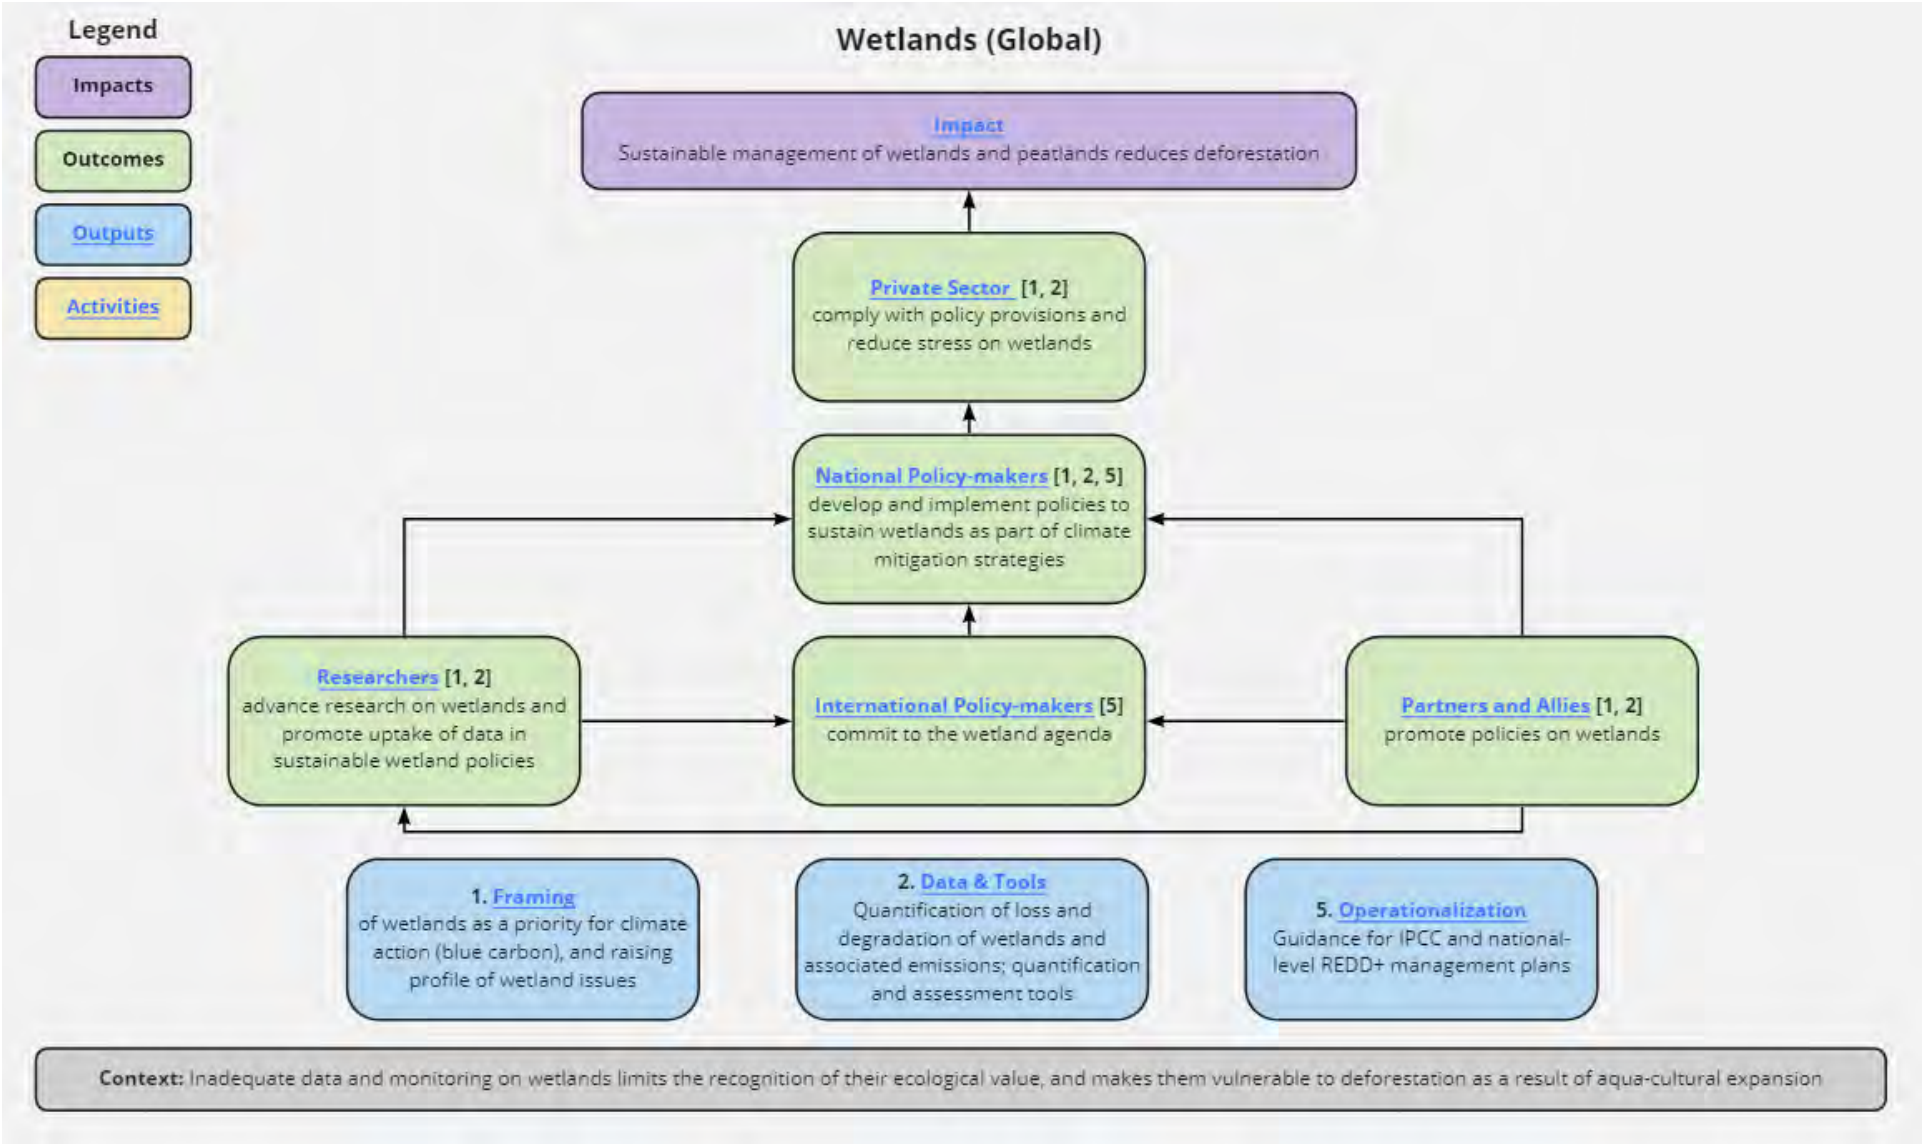 Legend
Impacts
Outcomes
Outputs
Activities
Wetlands (Global)
Impact
Sustainable management of wetlands and peatlands reduces deforestation
Private Sector [1, 2]
comply with policy provisions and
reduce stress on wetlands
National Policy-makers [1, 2, 5]
develop and implement policies to
sustain wetlands as part of climate
mitigation strategies
Researchers [1, 2]
advance research on wetlands and
promote uptake of data in
sustainable wetland policies
International Policy-makers [5]
commit to the wetland agenda
Partners and Allies [1, 2]
promote policies on wetlands
1. Framing
of wetlands as a priority for climate
action (blue carbon), and raising
profile of wetland issues
2. Data & Tools
Quantification of loss and
degradation of wetlands and
associated emissions; quantification
and assessment tools
5. Operationalization
Guidance for IPCC and national-
level REDD+ management plans
Context: Inadequate data and monitoring on wetlands limits the recognition of their ecological value, and makes them vulnerable to deforestation as a result of aqua-cultural expansion